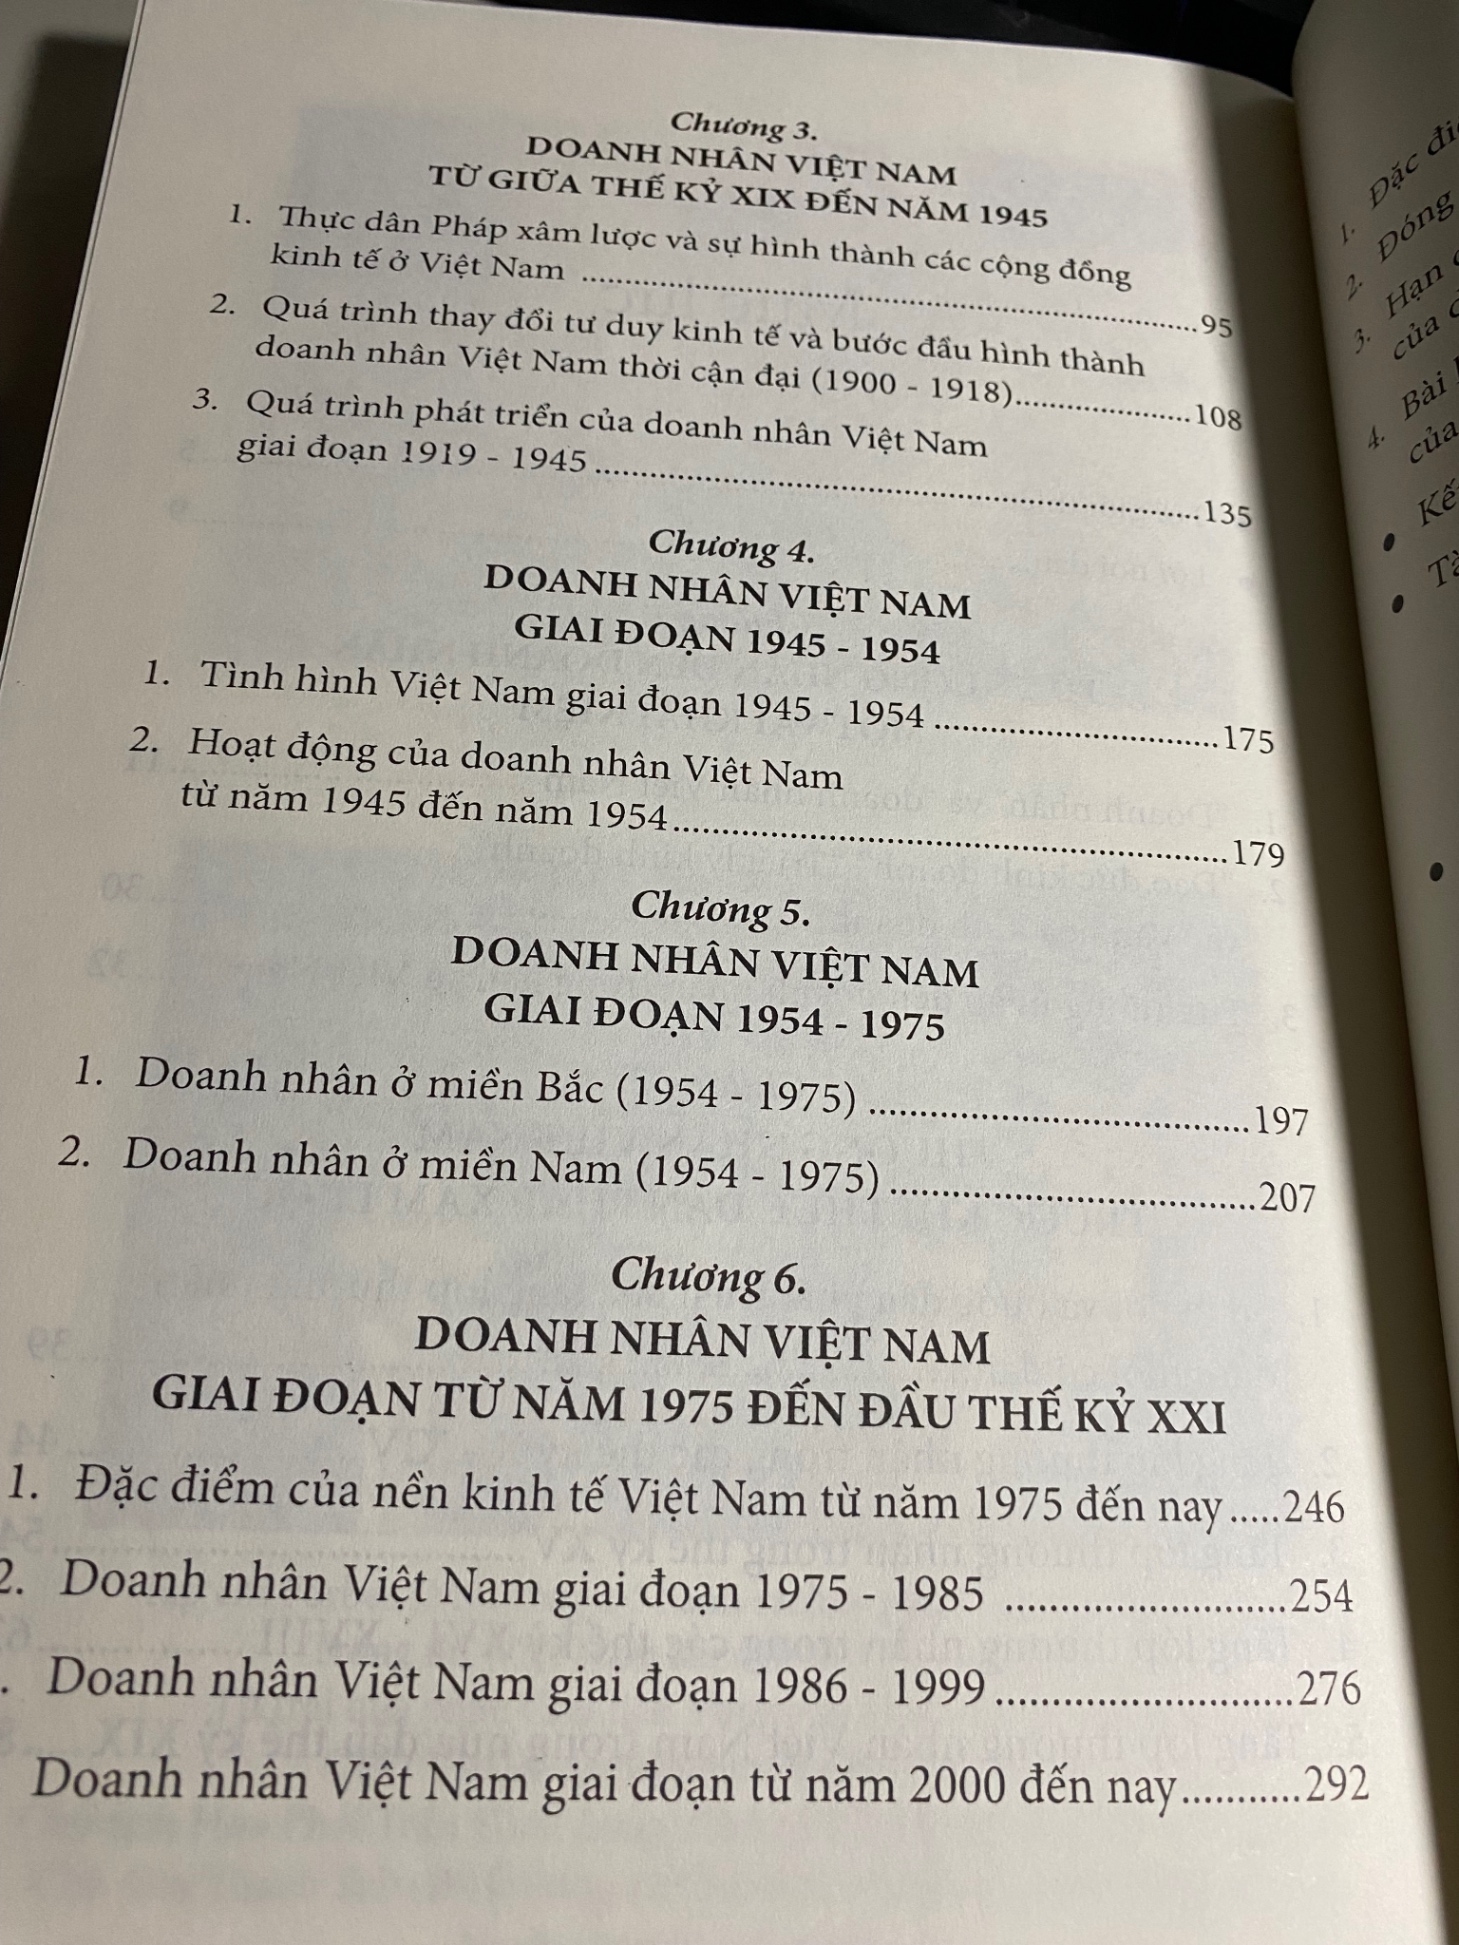 Chương 3.
DOANH NHÂN VIỆT NAM
TỪ GIỮA THẾ KỶ XIX ĐẾN NĂM 1945
1. Thực dân Pháp xâm lược và sự hình thành các cộng đồng
kinh tế ở Việt Nam ........................................95
2. Quá trình thay đổi tư duy kinh tế và bước đầu hình thành
doanh nhân Việt Nam thời cận đại (1900 - 1918)....................108
3. Quá trình phát triển của doanh nhân Việt Nam
giai đoạn 1919 - 1945........................................135
Chương 4.
DOANH NHÂN VIỆT NAM
GIAI ĐOẠN 1945 - 1954
1. Tình hình Việt Nam giai đoạn 1945 - 1954..............................175
2. Hoạt động của doanh nhân Việt Nam
từ năm 1945 đến năm 1954........................................179
Chương 5.
DOANH NHÂN VIỆT NAM
GIAI ĐOẠN 1954 - 1975
1. Doanh nhân ở miền Bắc (1954 - 1975)..............................197
2. Doanh nhân ở miền Nam (1954 - 1975)..............................207
Chương 6.
DOANH NHÂN VIỆT NAM
GIAI ĐOẠN TỪ NĂM 1975 ĐẾN ĐẦU THẾ KỶ XXI
1. Đặc điểm của nền kinh tế Việt Nam từ năm 1975 đến nay.....246
2. Doanh nhân Việt Nam giai đoạn 1975 - 1985 .........................254
. Doanh nhân Việt Nam giai đoạn 1986 - 1999..........................276
Doanh nhân Việt Nam giai đoạn từ năm 2000 đến nay...........292
1. Đặc
2. Đóng
3. Hạn
của
4. Bài
của